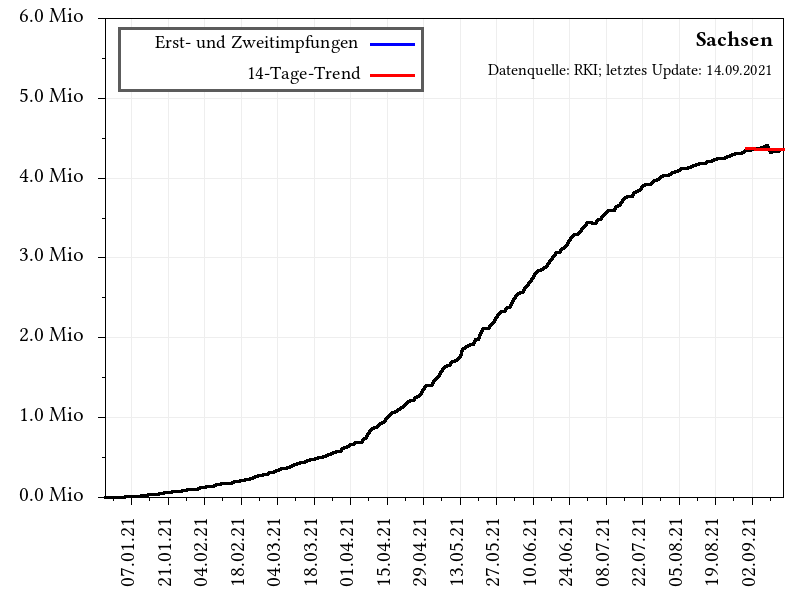 6.0 Mio
5.0 Mio
4.0 Mio
3.0 Mio
2.0 Mio
1.0 Mio
0.0 Mio
Erst- und Zweitimpfungen
14-Tage-Trend
Sachsen
Datenquelle: RKI; letztes Update: 14.09.2021
07.01.21
21.01.21
04.02.21
18.02.21
04.03.21
18.03.21
01.04.21
15.04.21
29.04.21
13.05.21
27.05.21
10.06.21
24.06.21
08.07.21
22.07.21
05.08.21
19.08.21
02.09.21